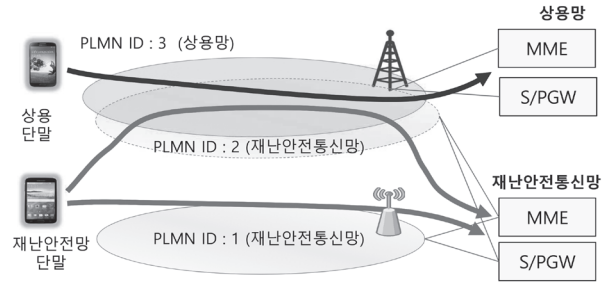 상용망
PLMN ID : 3 (상용망)
MME
S/PGW
상용
단말
PLMN ID : 2 (재난안전통신망)
재난안전통신망
MME
PLMN ID : 1 (재난안전통신망)
재난안전망
단말
S/PGW